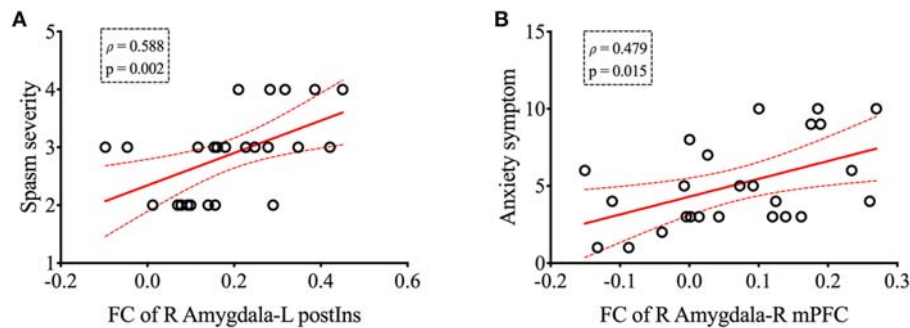 A
ρ = 0.588
p = 0.002
Spasm severity
5
4
3
2
1
-0.2 0.0 0.2 0.4 0.6
FC of R Amygdala-L postIns
B
ρ = 0.479
p = 0.015
Anxiety symptom
15
10
5
0
-0.2 -0.1 0.0 0.1 0.2 0.3
FC of R Amygdala-R mPFC